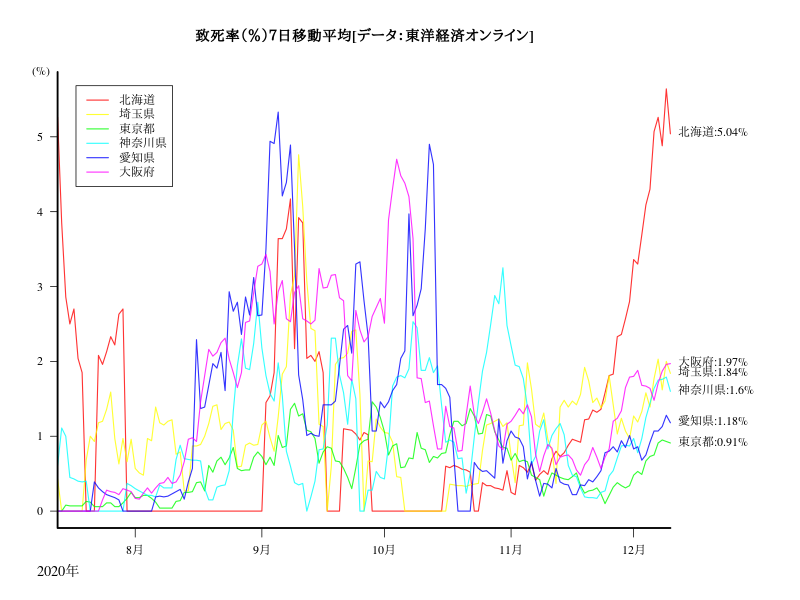 致死率(%)7日移動平均[データ：東洋経済オンライン]
(%)
北海道
埼玉県
東京都
神奈川県
愛知県
大阪府
5
4
3
2
1
0
北海道:5.04%
大阪府:1.97%
埼玉県:1.84%
神奈川県:1.6%
愛知県:1.18%
東京都:0.91%
8月 9月 10月 11月 12月
2020年